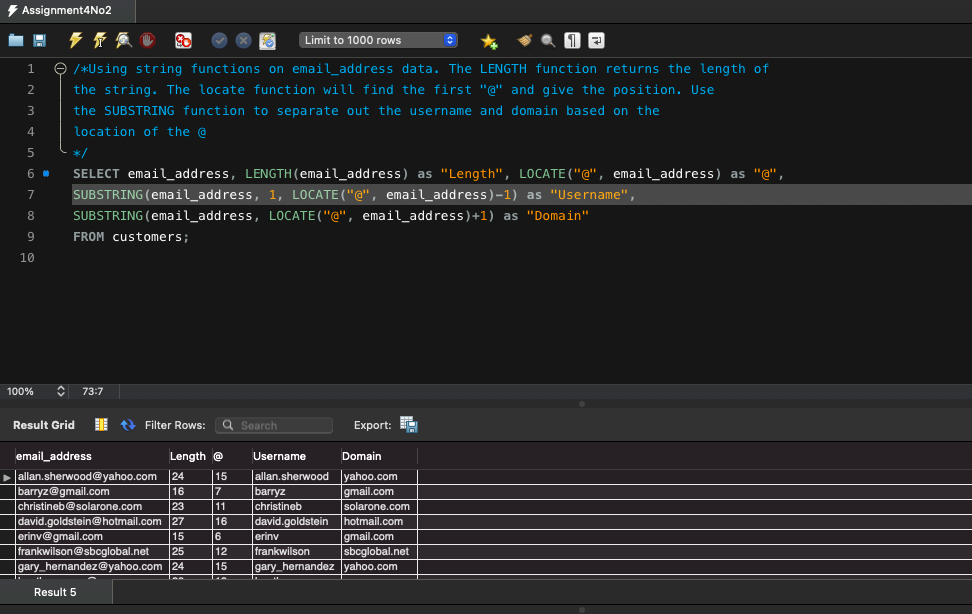 Assignment4No2
Limit to 1000 rows
1 /*Using string functions on email_address data. The LENGTH function returns the length of
2 the string. The locate function will find the first "@" and give the position. Use
3 the SUBSTRING function to separate out the username and domain based on the
4 location of the @
5 */
6 SELECT email_address, LENGTH(email_address) as "Length", LOCATE("@", email_address) as "@",
7 SUBSTRING(email_address, 1, LOCATE("@", email_address)-1) as "Username",
8 SUBSTRING(email_address, LOCATE("@", email_address)+1) as "Domain"
9 FROM customers;
10
100% 73:7
Result Grid Filter Rows: Search Export:
email_address Length @ Username Domain
allan.sherwood@yahoo.com 24 15 allan.sherwood yahoo.com
barryz@gmail.com 16 7 barryz gmail.com
christineb@solarone.com 23 11 christineb solarone.com
david.goldstein@hotmail.com 27 16 david.goldstein hotmail.com
erinv@gmail.com 15 6 erinv gmail.com
frankwilson@sbcglobal.net 25 12 frankwilson sbcglobal.net
gary_hernandez@yahoo.com 24 15 gary_hernandez yahoo.com
Result 5